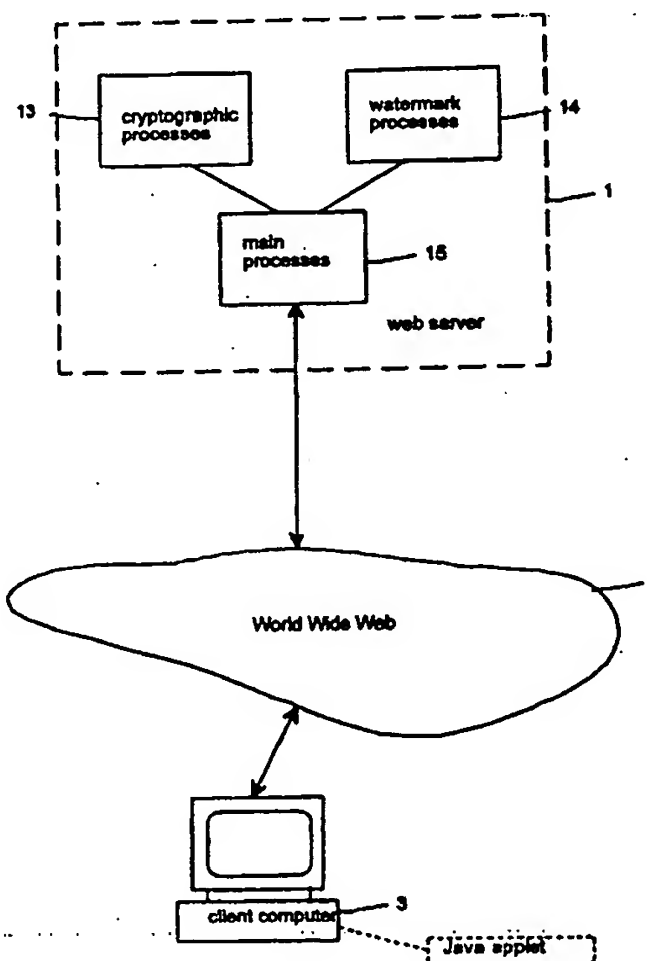 13
cryptographic
processes
watermark
processes
14
1
main
processes
15
web server
World Wide Web
client computer
3
Java applet